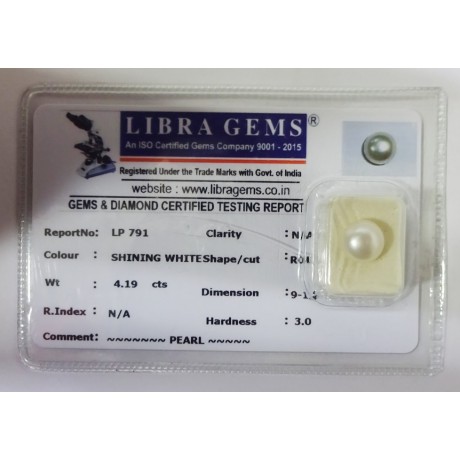 LIBRA GEMS ®
An ISO Certified Gems Company 9001 - 2015
Registered Under the Trade Marks with Govt. of India
website : www.libragems.co.in
GEMS & DIAMOND CERTIFIED TESTING REPORT
ReportNo: LP 791 Clarity : N/A
Colour : SHINING WHITE Shape/cut :
Wt : 4.19 cts Dimension :
R.Index : N/A Hardness : 3.0
Comment: ~~~~~~~ PEARL ~~~~~